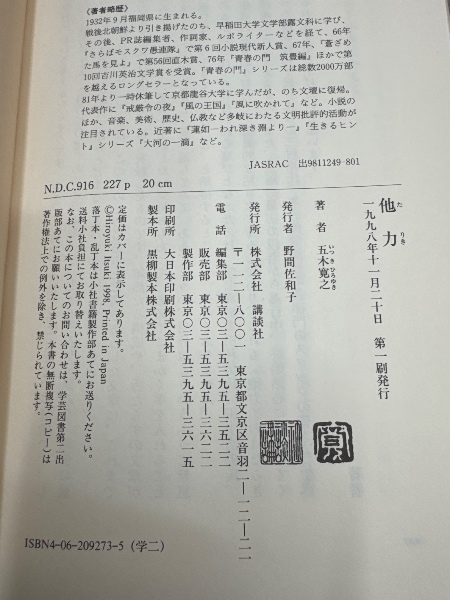 〈著者略歴〉
1932年9月福岡県に生まれる。
戦後北朝鮮より引き揚げたのち、早稲田大学文学部露文科に学び、
その後、PR誌編集者、作詞家、ルポライターなどを経て、66年
『さらばモスクワ愚連隊』で第6回小説現代新人賞、67年、『蒼ざめ
た馬を見よ』で第56回直木賞、76年『青春の門 筑豊編』ほかで第
10回吉川英治文学賞を受賞。『青春の門』シリーズは総数2000万部
を越えるロングセラーとなっている。
81年より一時休筆して京都龍谷大学に学んだが、のち文壇に復帰。
代表作に『戒厳令の夜』『風の王国』『風に吹かれて』など。小説の
ほか、音楽、美術、歴史、仏教など多岐にわたる文明批評的活動が
注目されている。近著に『蓮如―われ深き淵より―』『生きるヒン
ト』シリーズ『大河の一滴』など。
JASRAC 出9811249-801
N.D.C.916 227p 20cm
他力
たりき
一九九八年十一月二十日 第一刷発行
著者 五木寛之
いつきひろゆき
発行者 野間佐和子
発行所 株式会社 講談社
〒一一二―八〇〇一 東京都文京区音羽二―一二―二一
電話 編集部 東京〇三―五三九五―三五二二
販売部 東京〇三―五三九五―三六二二
製作部 東京〇三―五三九五―三六一五
印刷所 大日本印刷株式会社
製本所 黒柳製本株式会社
定価はカバーに表示してあります。
©Hiroyuki Itsuki 1998, Printed in Japan
落丁本・乱丁本は小社書籍製作部あてにお送りください。
送料小社負担にてお取り替えいたします。
なお、この本についてのお問い合わせは、学芸図書第二出
版部あてにお願いいたします。本書の無断複写(コピー)は
著作権法上での例外を除き、禁じられています。
ISBN4-06-209273-5 (学二)